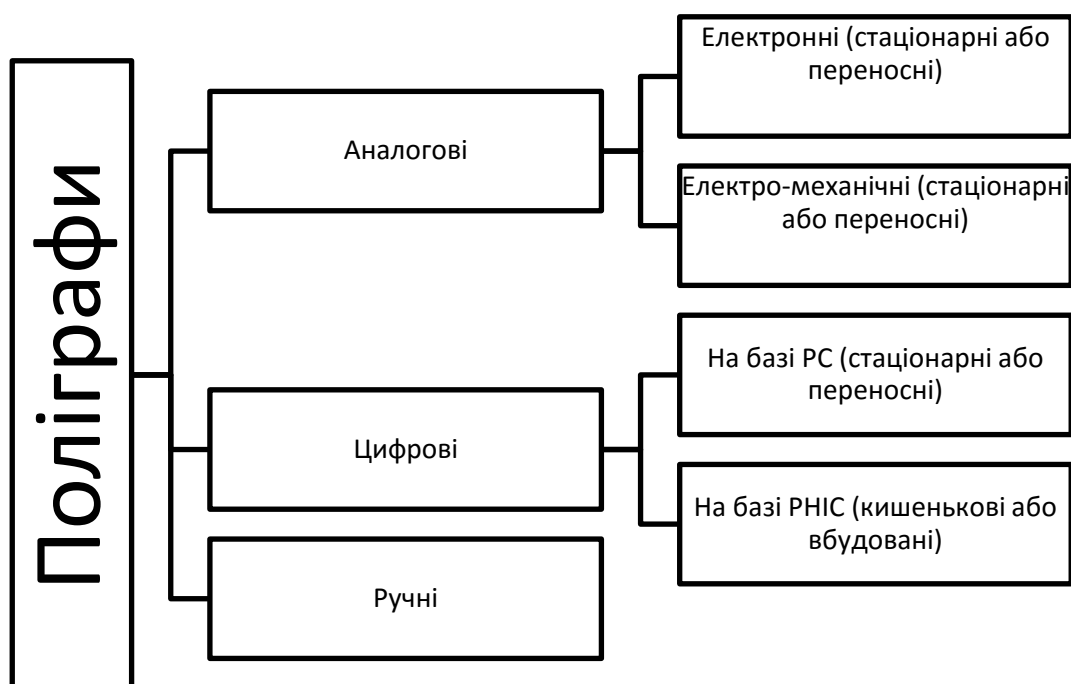 Поліграфи
Аналогові
Електронні (стаціонарні або
переносні)
Електро-механічні (стаціонарні
або переносні)
Цифрові
На базі PC (стаціонарні або
переносні)
На базі PHIC (кишенькові або
вбудовані)
Ручні